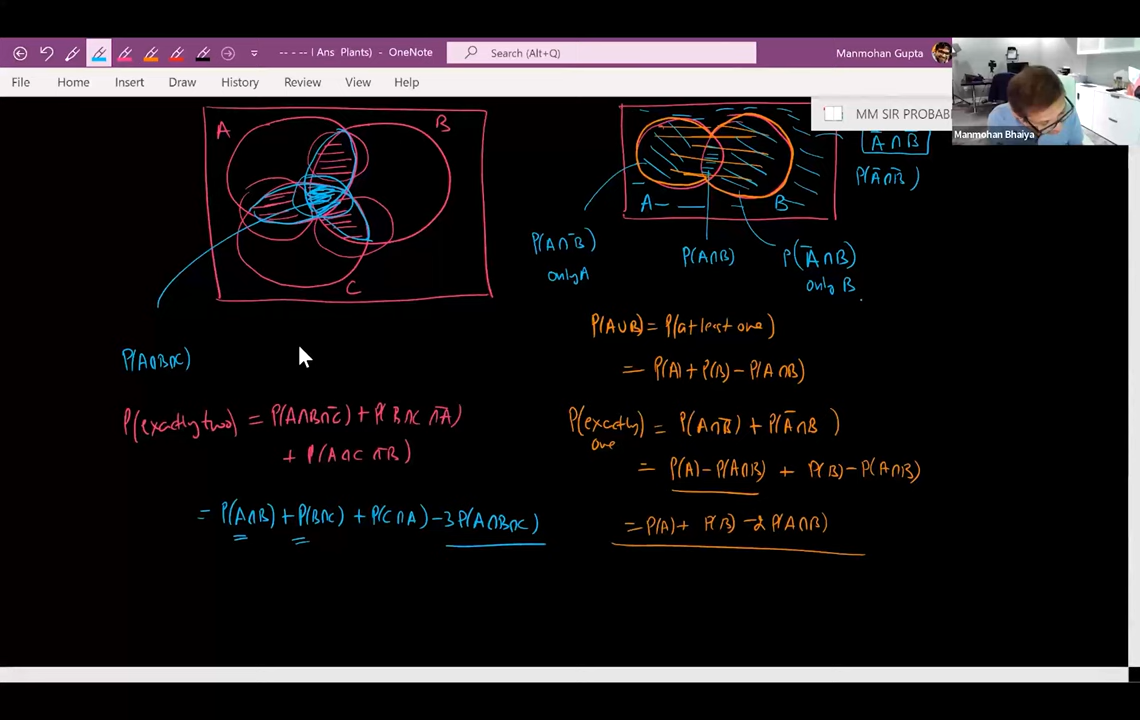 -- -- ( Ans Plants) - OneNote
Search (Alt+Q)
Manmohan Gupta
File Home Insert Draw History Review View Help
MM SIR PROBAB
Manmohan Bhaiya
A
B
C
A
B
A̅∩B̅
P(A̅∩B̅)
P(A∩B̅)
only A
P(A∩B)
P(A̅∩B)
only B
P(A∩B∩C)
P(exactly two) = P(A∩B∩C̅) + P(B∩C∩A̅)
+ P(A∩C∩B̅)
= P(A∩B) + P(B∩C) + P(C∩A) - 3P(A∩B∩C)
P(A∪B) = P(at least one)
= P(A) + P(B) - P(A∩B)
P(exactly one) = P(A∩B̅) + P(A̅∩B)
= P(A) - P(A∩B) + P(B) - P(A∩B)
= P(A) + P(B) - 2P(A∩B)